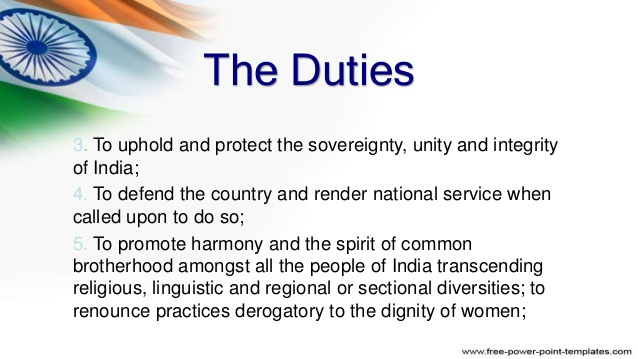 The Duties
3. To uphold and protect the sovereignty, unity and integrity
of India;
4. To defend the country and render national service when
called upon to do so;
5. To promote harmony and the spirit of common
brotherhood amongst all the people of India transcending
religious, linguistic and regional or sectional diversities; to
renounce practices derogatory to the dignity of women;
www.free-power-point-templates.com